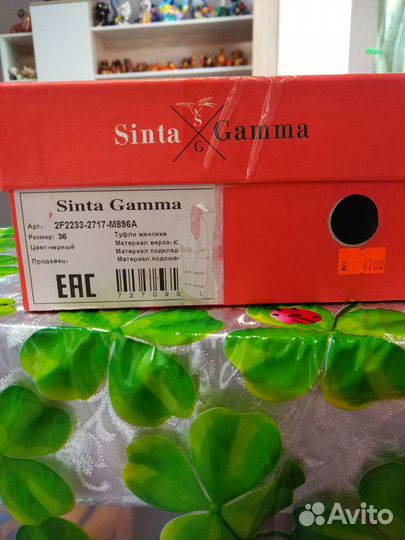 Sinta Gamma
S
G
Sinta Gamma
Арт: 2F2233-2717-M896A
Размер: 36 Туфли женские
Цвет:черный Материал верха: К
Продавец: Материал подклад
Материал подошв
EAC
727093
4700
Avito